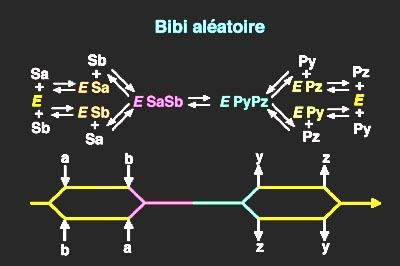 Bibi aléatoire
Sb Py
Sa + + Pz
+ E Sa E Pz +
E E SaSb E PyPz E
+ E Sb E Py +
Sb + + Py
Sa Pz
a b y z
b a z y